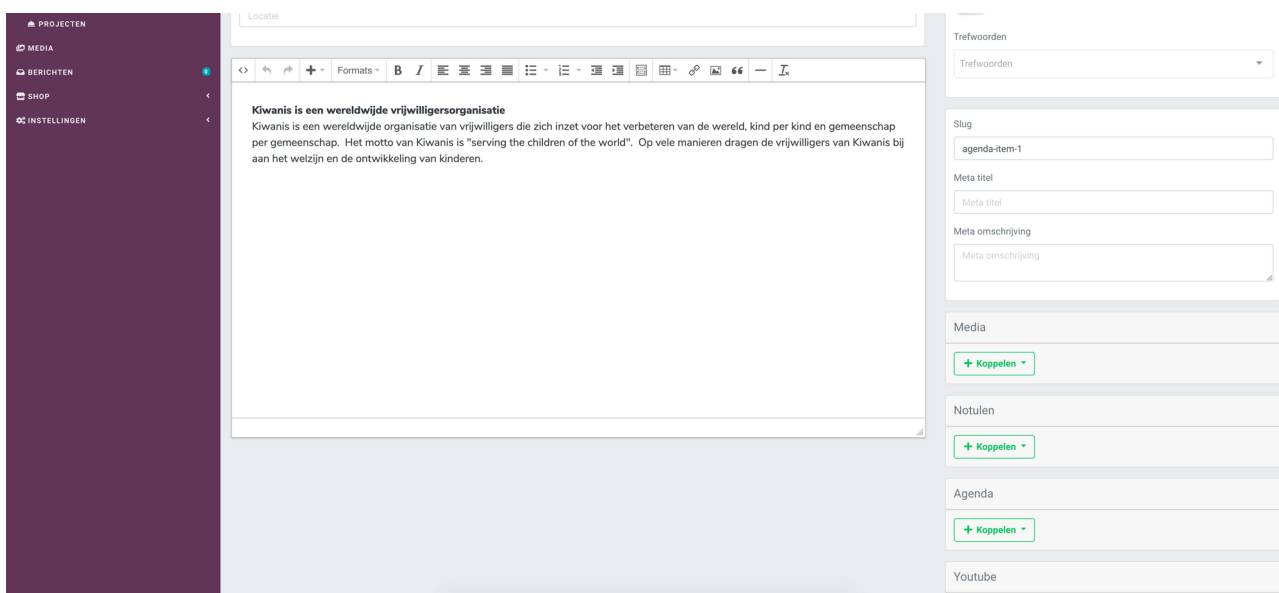 PROJECTEN
MEDIA
BERICHTEN 0
SHOP
INSTELLINGEN
Locatie
Formats
Kiwanis is een wereldwijde vrijwilligersorganisatie
Kiwanis is een wereldwijde organisatie van vrijwilligers die zich inzet voor het verbeteren van de wereld, kind per kind en gemeenschap
per gemeenschap. Het motto van Kiwanis is "serving the children of the world". Op vele manieren dragen de vrijwilligers van Kiwanis bij
aan het welzijn en de ontwikkeling van kinderen.
Trefwoorden
Trefwoorden
Slug
agenda-item-1
Meta titel
Meta titel
Meta omschrijving
Meta omschrijving
Media
+ Koppelen
Notulen
+ Koppelen
Agenda
+ Koppelen
Youtube